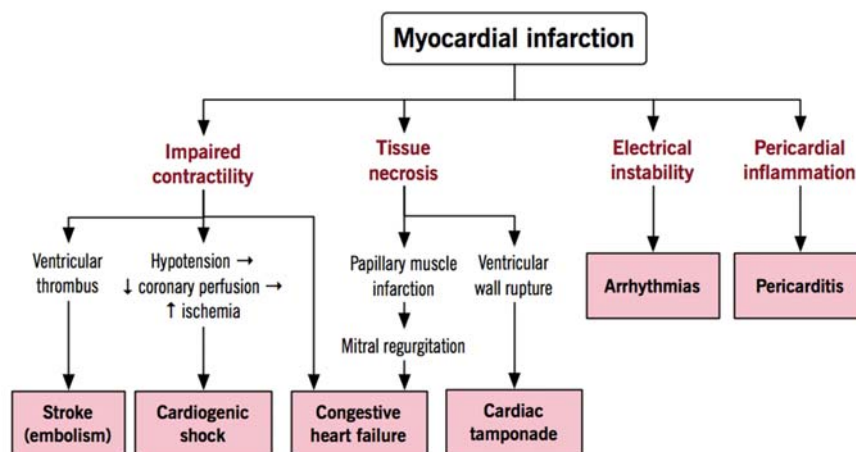 Myocardial infarction
Impaired
contractility
Tissue
necrosis
Electrical
instability
Pericardial
inflammation
Ventricular
thrombus
Hypotension →
↓ coronary perfusion →
↑ ischemia
Papillary muscle
infarction
Ventricular
wall rupture
Arrhythmias
Pericarditis
Mitral regurgitation
Stroke
(embolism)
Cardiogenic
shock
Congestive
heart failure
Cardiac
tamponade